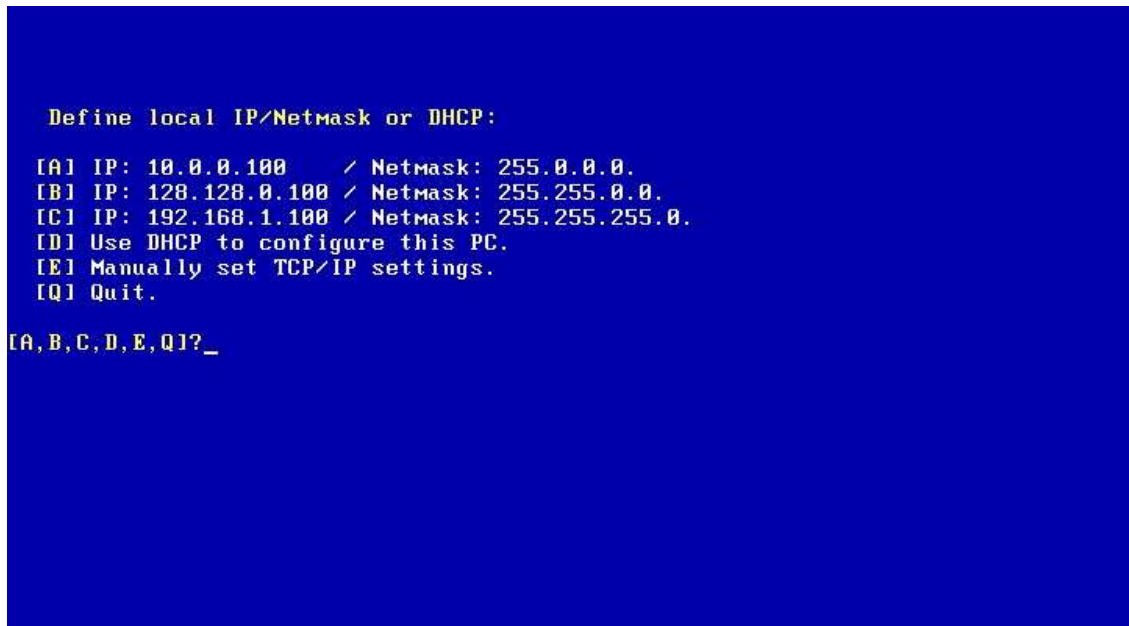 Define local IP/Netmask or DHCP:
[A] IP: 10.0.0.100 / Netmask: 255.0.0.0.
[B] IP: 128.128.0.100 / Netmask: 255.255.0.0.
[C] IP: 192.168.1.100 / Netmask: 255.255.255.0.
[D] Use DHCP to configure this PC.
[E] Manually set TCP/IP settings.
[Q] Quit.
[A,B,C,D,E,Q]?_